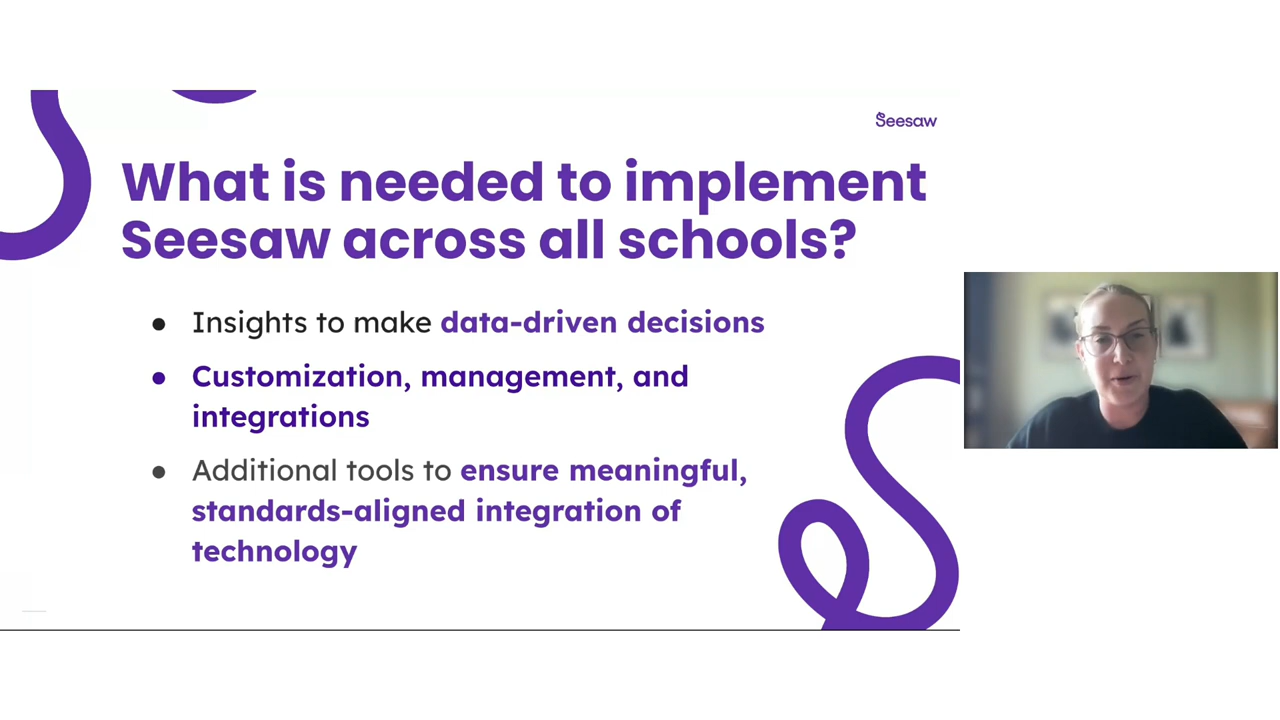 Seesaw
What is needed to implement
Seesaw across all schools?
● Insights to make data-driven decisions
● Customization, management, and
integrations
● Additional tools to ensure meaningful,
standards-aligned integration of
technology